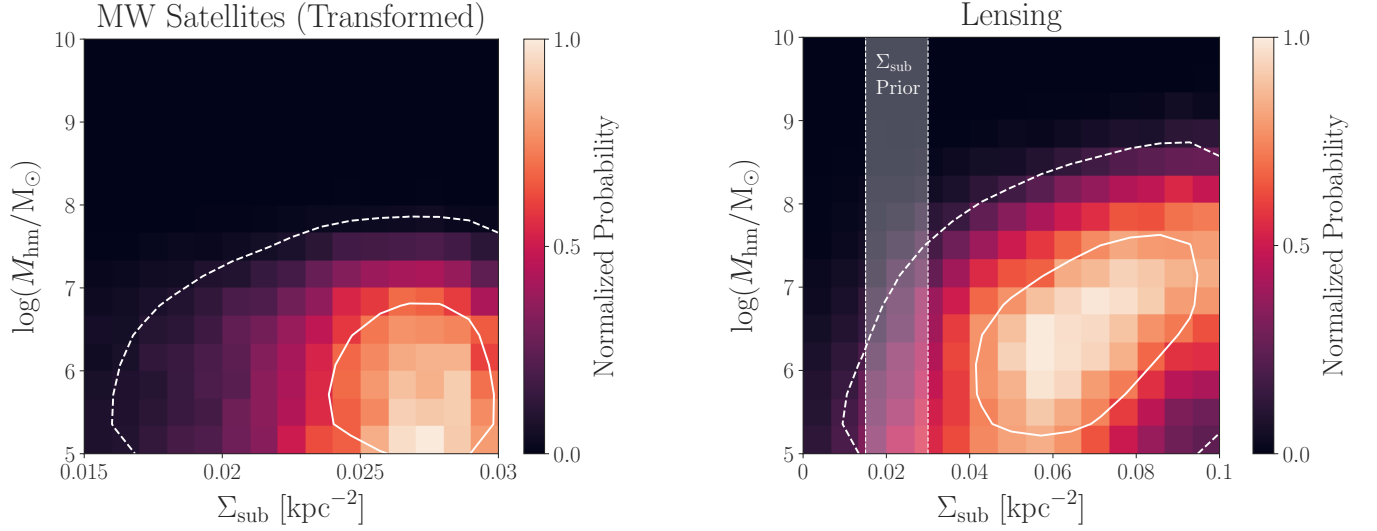 MW Satellites (Transformed)
10
9
8
7
6
5
log(M_hm/M_⊙)
0.015
0.02
0.025
0.03
Σ_sub [kpc⁻²]
1.0
0.5
0.0
Normalized Probability
Lensing
Σ_sub
Prior
10
9
8
7
6
5
log(M_hm/M_⊙)
0
0.02
0.04
0.06
0.08
0.1
Σ_sub [kpc⁻²]
1.0
0.5
0.0
Normalized Probability